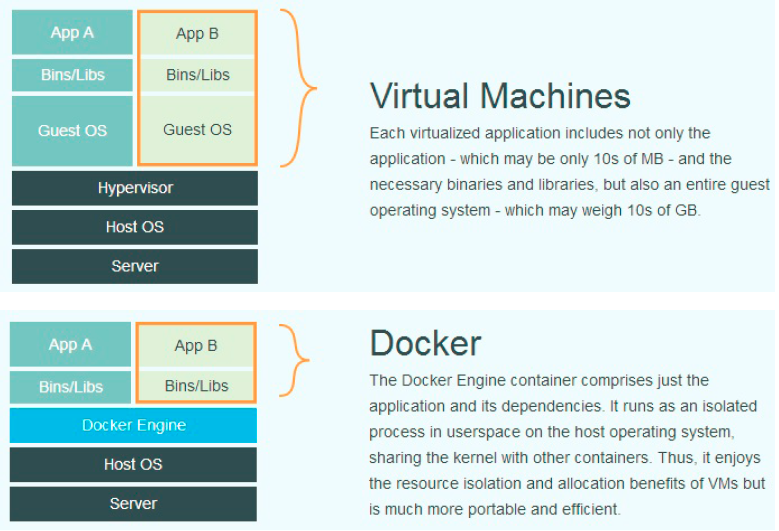 App A
App B
Bins/Libs
Bins/Libs
Guest OS
Guest OS
Hypervisor
Host OS
Server
Virtual Machines
Each virtualized application includes not only the
application - which may be only 10s of MB - and the
necessary binaries and libraries, but also an entire guest
operating system - which may weigh 10s of GB.
App A
App B
Bins/Libs
Bins/Libs
Docker Engine
Host OS
Server
Docker
The Docker Engine container comprises just the
application and its dependencies. It runs as an isolated
process in userspace on the host operating system,
sharing the kernel with other containers. Thus, it enjoys
the resource isolation and allocation benefits of VMs but
is much more portable and efficient.